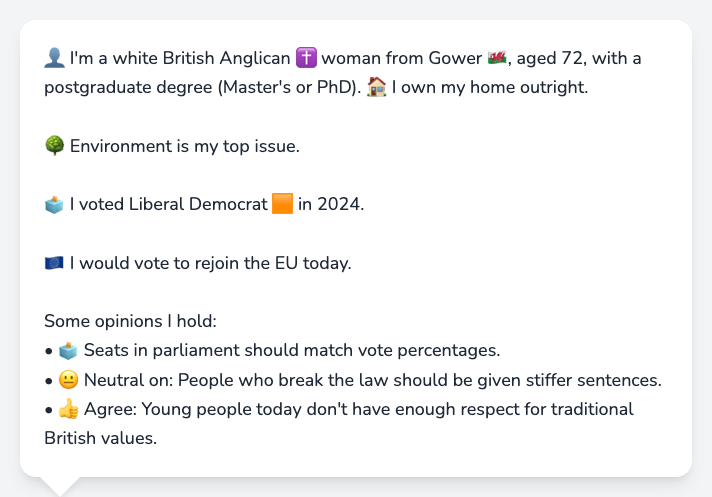 👤 I'm a white British Anglican ✝️ woman from Gower 🏴󠁧󠁢󠁷󠁬󠁳󠁿, aged 72, with a
postgraduate degree (Master's or PhD). 🏠 I own my home outright.
🌳 Environment is my top issue.
🗳️ I voted Liberal Democrat 🟧 in 2024.
🇪🇺 I would vote to rejoin the EU today.
Some opinions I hold:
• 🗳️ Seats in parliament should match vote percentages.
• 😐 Neutral on: People who break the law should be given stiffer sentences.
• 👍 Agree: Young people today don't have enough respect for traditional
British values.